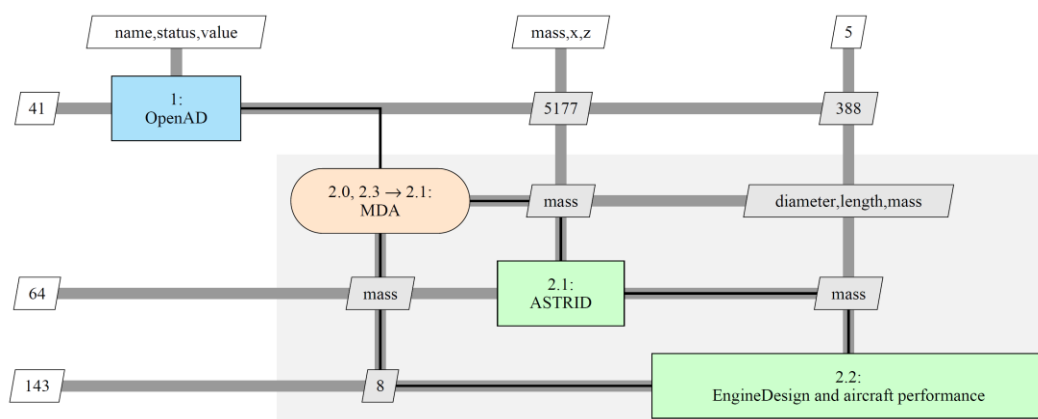 name,status,value
mass,x,z
5
41
1:
OpenAD
5177
388
2.0, 2.3 → 2.1:
MDA
mass
diameter,length,mass
64
mass
2.1:
ASTRID
mass
143
8
2.2:
EngineDesign and aircraft performance